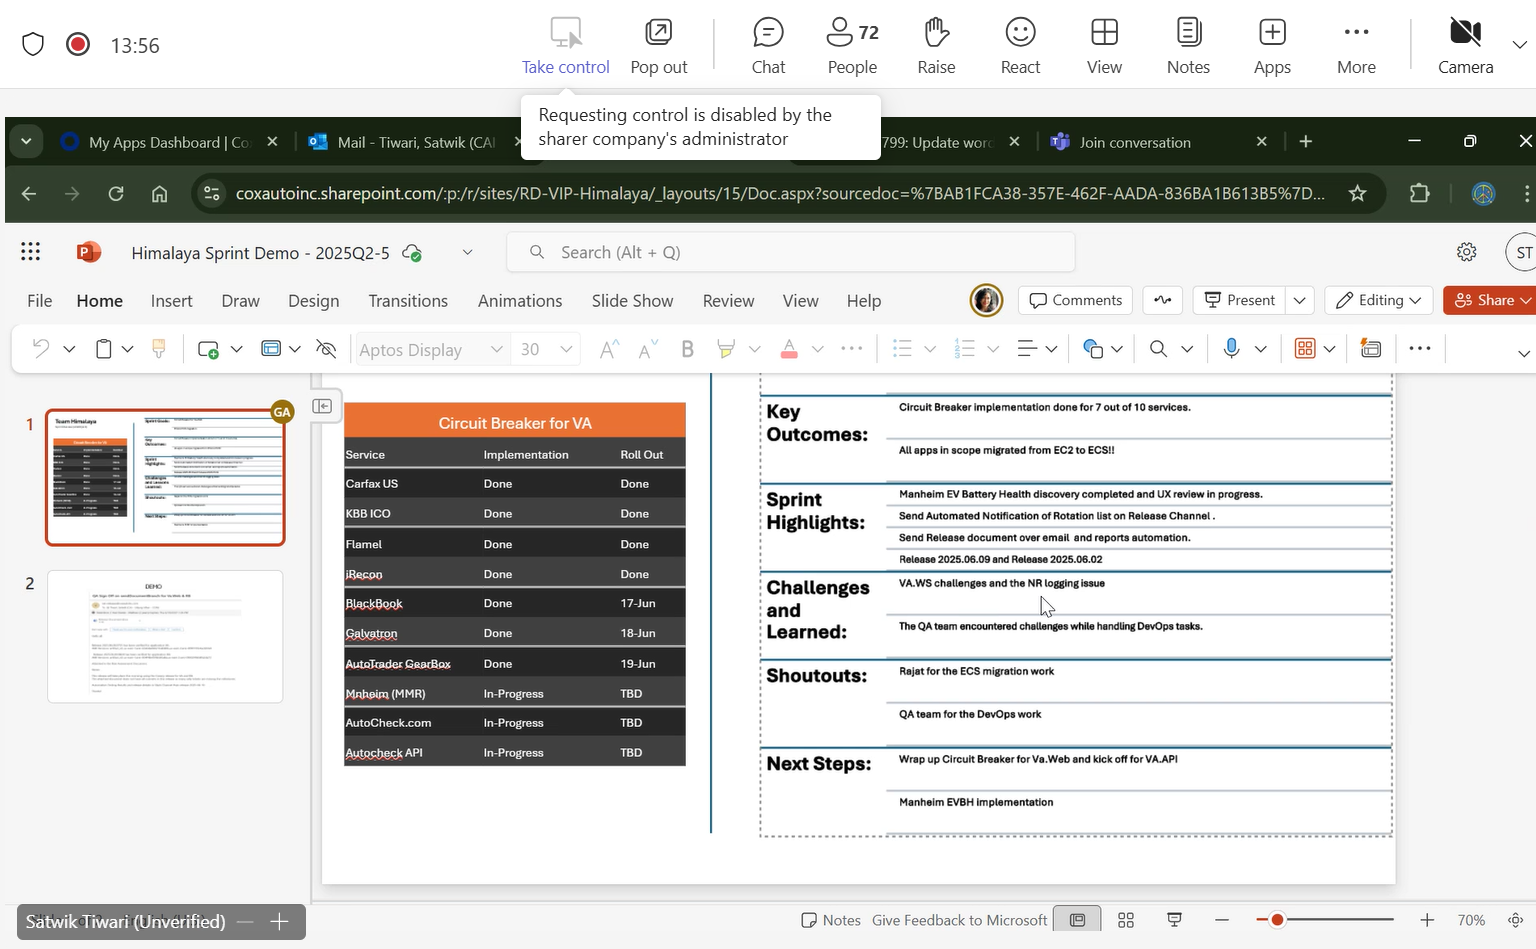 13:56
Take control
Pop out
Chat
72
People
Raise
React
View
Notes
Apps
More
Camera
Requesting control is disabled by the
sharer company's administrator
My Apps Dashboard | Co
Mail - Tiwari, Satwik (CAI
799: Update word
Join conversation
coxautoinc.sharepoint.com/:p:/r/sites/RD-VIP-Himalaya/_layouts/15/Doc.aspx?sourcedoc=%7BAB1FCA38-357E-462F-AADA-836BA1B613B5%7D...
Himalaya Sprint Demo - 2025Q2-5
Search (Alt + Q)
ST
File Home Insert Draw Design Transitions Animations Slide Show Review View Help
Comments
Present
Editing
Share
Aptos Display
30
1
GA
2
DEMO
Team Himalaya
Circuit Breaker for VA
Service Implementation Roll Out
Carfax US Done Done
KBB ICO Done Done
Flamel Done Done
iRecon Done Done
BlackBook Done 17-Jun
Galvatron Done 18-Jun
AutoTrader GearBox Done 19-Jun
Mnheim (MMR) In-Progress TBD
AutoCheck.com In-Progress TBD
Autocheck API In-Progress TBD
Key
Outcomes:
Circuit Breaker implementation done for 7 out of 10 services.
All apps in scope migrated from EC2 to ECS!!
Sprint
Highlights:
Manheim EV Battery Health discovery completed and UX review in progress.
Send Automated Notification of Rotation list on Release Channel .
Send Release document over email and reports automation.
Release 2025.06.09 and Release 2025.06.02
Challenges
and
Learned:
VA.WS challenges and the NR logging issue
The QA team encountered challenges while handling DevOps tasks.
Shoutouts:
Rajat for the ECS migration work
QA team for the DevOps work
Next Steps:
Wrap up Circuit Breaker for Va.Web and kick off for VA.API
Manheim EVBH implementation
Satwik Tiwari (Unverified)
Notes
Give Feedback to Microsoft
70%